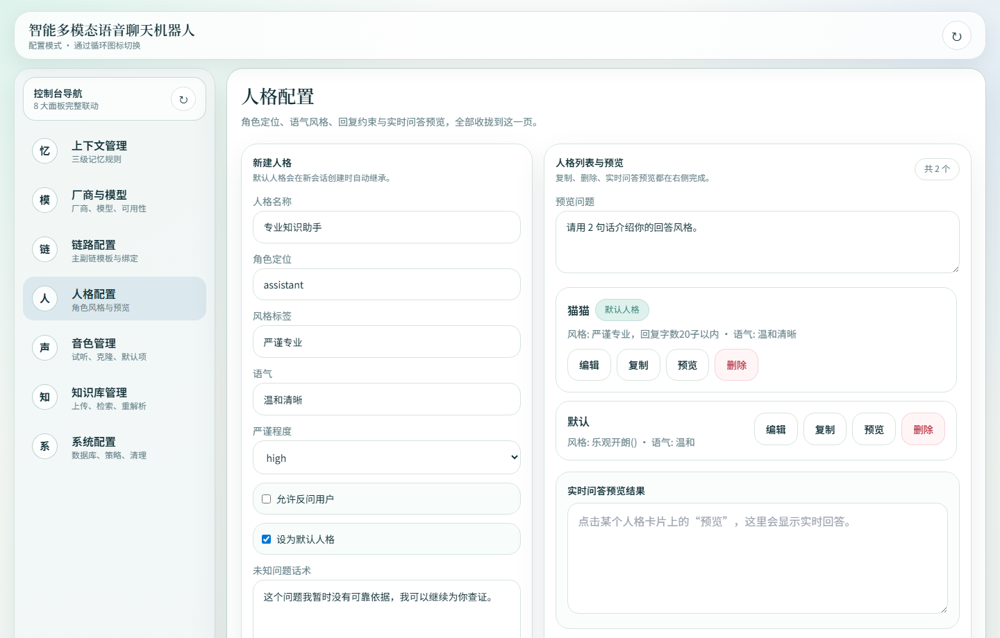 智能多模态语音聊天机器人
配置模式 • 通过循环图标切换
控制台导航
8 大面板完整联动
忆
上下文管理
三级记忆规则
模
厂商与模型
厂商、模型、可用性
链
链路配置
主副链模板与绑定
人
人格配置
角色风格与预览
声
音色管理
试听、克隆、默认项
知
知识库管理
上传、检索、重解析
系
系统配置
数据库、策略、清理
人格配置
角色定位、语气风格、回复约束与实时问答预览，全部收拢到这一页。
新建人格
默认人格会在新会话创建时自动继承。
人格名称
专业知识助手
角色定位
assistant
风格标签
严谨专业
语气
温和清晰
严谨程度
high
允许反问用户
设为默认人格
未知问题话术
这个问题我暂时没有可靠依据，我可以继续为你查证。
人格列表与预览
复制、删除、实时问答预览都在右侧完成。
共 2 个
预览问题
请用 2 句话介绍你的回答风格。
猫猫 默认人格
风格: 严谨专业，回复字数20子以内 • 语气: 温和清晰
编辑 复制 预览 删除
默认
风格: 乐观开朗() • 语气: 温和
编辑 复制 预览 删除
实时问答预览结果
点击某个人格卡片上的“预览”，这里会显示实时回答。